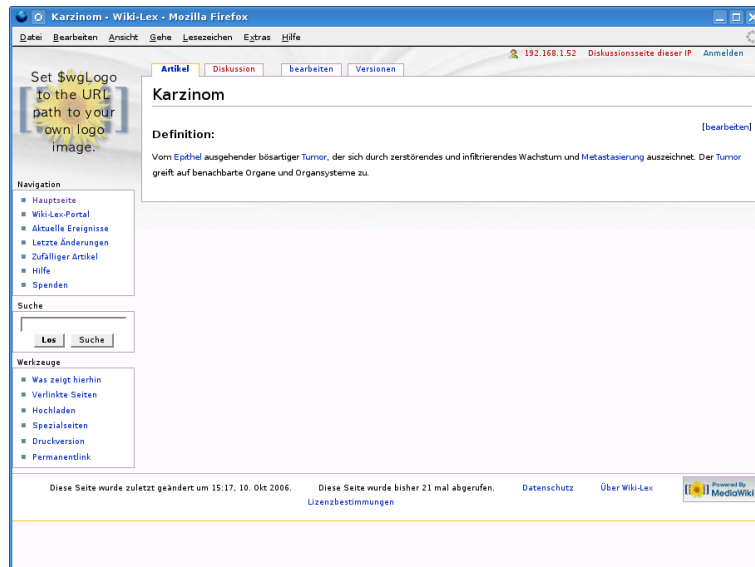 Karzinom - Wiki-Lex - Mozilla Firefox
Datei Bearbeiten Ansicht Gehe Lesezeichen Extras Hilfe
192.168.1.52 Diskussionsseite dieser IP Anmelden
Artikel Diskussion bearbeiten Versionen
Set $wgLogo
to the URL
path to your
own logo
image.
Karzinom
[bearbeiten]
Definition:
Vom Epithel ausgehender bösartiger Tumor, der sich durch zerstörendes und infiltrierendes Wachstum und Metastasierung auszeichnet. Der Tumor
greift auf benachbarte Organe und Organsysteme zu.
Navigation
Hauptseite
Wiki-Lex-Portal
Aktuelle Ereignisse
Letzte Änderungen
Zufälliger Artikel
Hilfe
Spenden
Suche
Los Suche
Werkzeuge
Was zeigt hierhin
Verlinkte Seiten
Hochladen
Spezialseiten
Druckversion
Permanentlink
Diese Seite wurde zuletzt geändert um 15:17, 10. Okt 2006. Diese Seite wurde bisher 21 mal abgerufen. Datenschutz Über Wiki-Lex
Lizenzbestimmungen
Powered By
MediaWiki